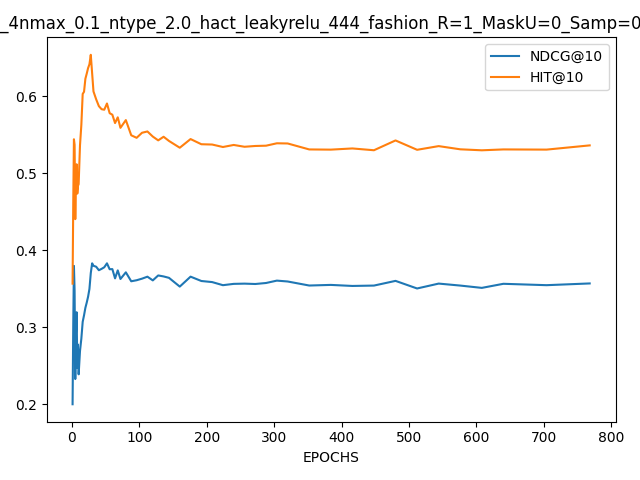 _4nmax_0.1_ntype_2.0_hact_leakyrelu_444_fashion_R=1_MaskU=0_Samp=0
NDCG@10
HIT@10
0.6
0.5
0.4
0.3
0.2
0 100 200 300 400 500 600 700 800
EPOCHS